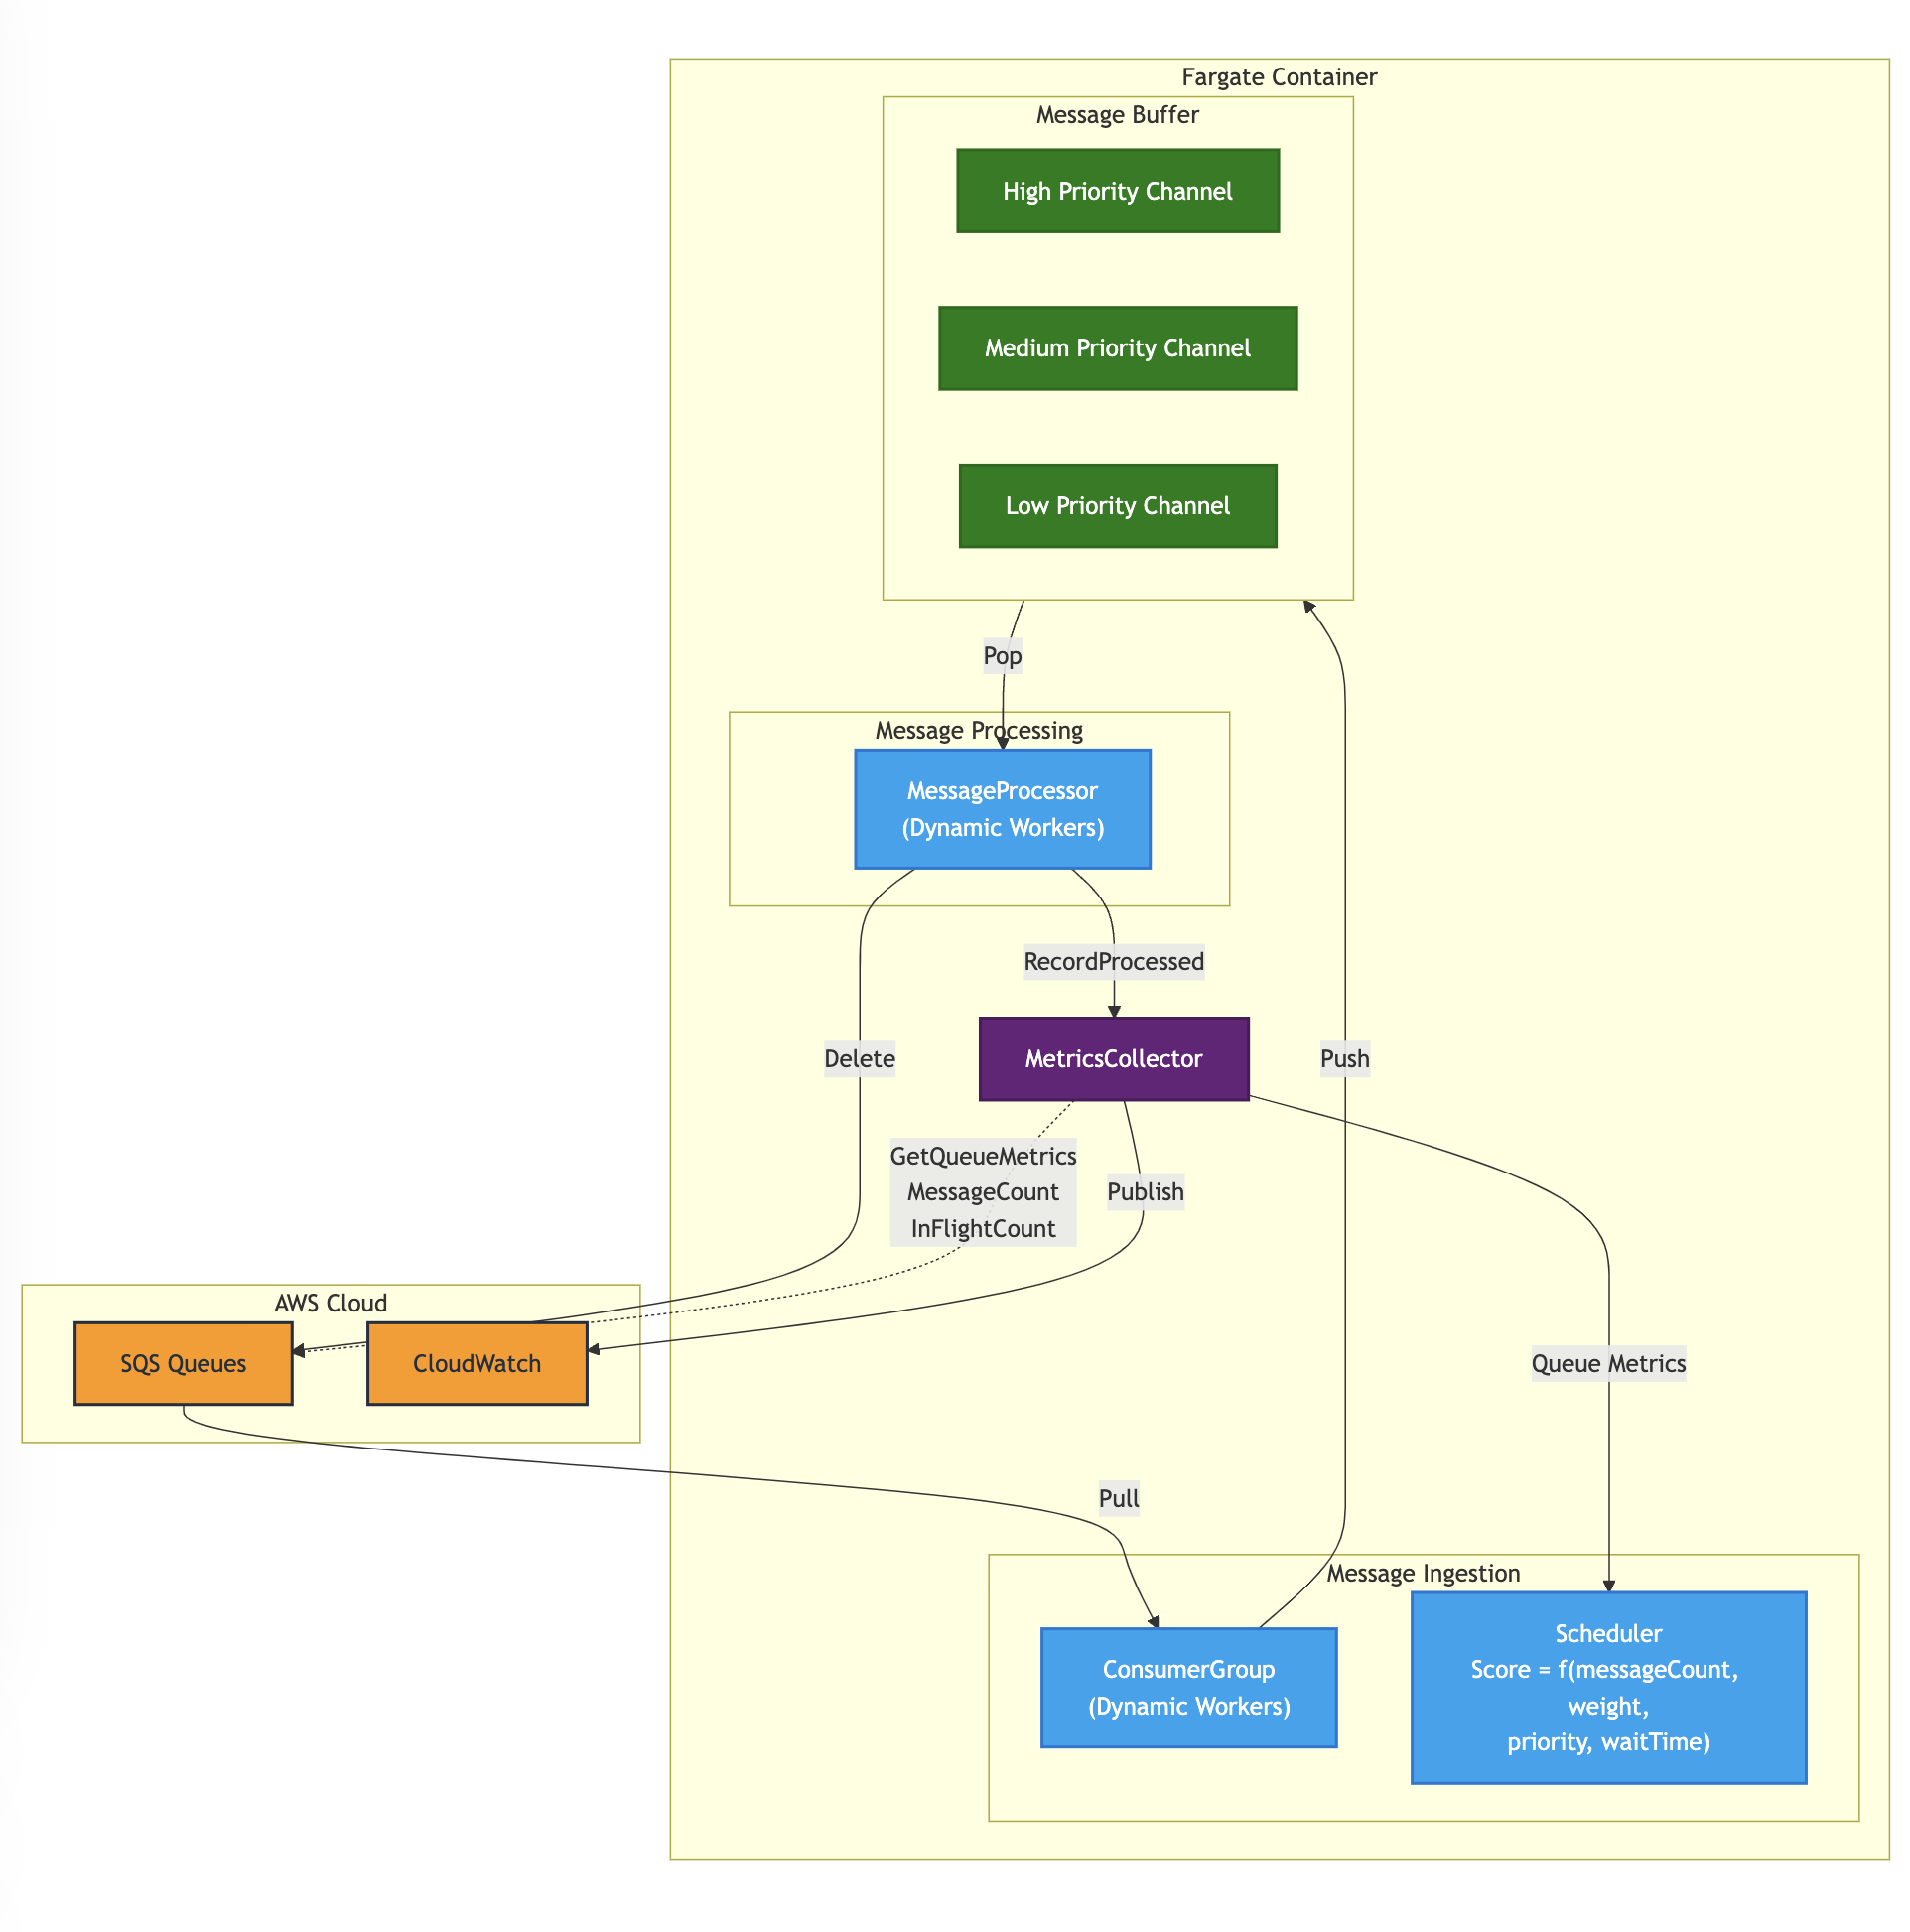 Fargate Container
Message Buffer
High Priority Channel
Medium Priority Channel
Low Priority Channel
Pop
Message Processing
MessageProcessor
(Dynamic Workers)
RecordProcessed
MetricsCollector
Delete
Push
GetQueueMetrics
MessageCount
InFlightCount
Publish
AWS Cloud
SQS Queues
CloudWatch
Queue Metrics
Pull
Message Ingestion
ConsumerGroup
(Dynamic Workers)
Scheduler
Score = f(messageCount,
weight,
priority, waitTime)